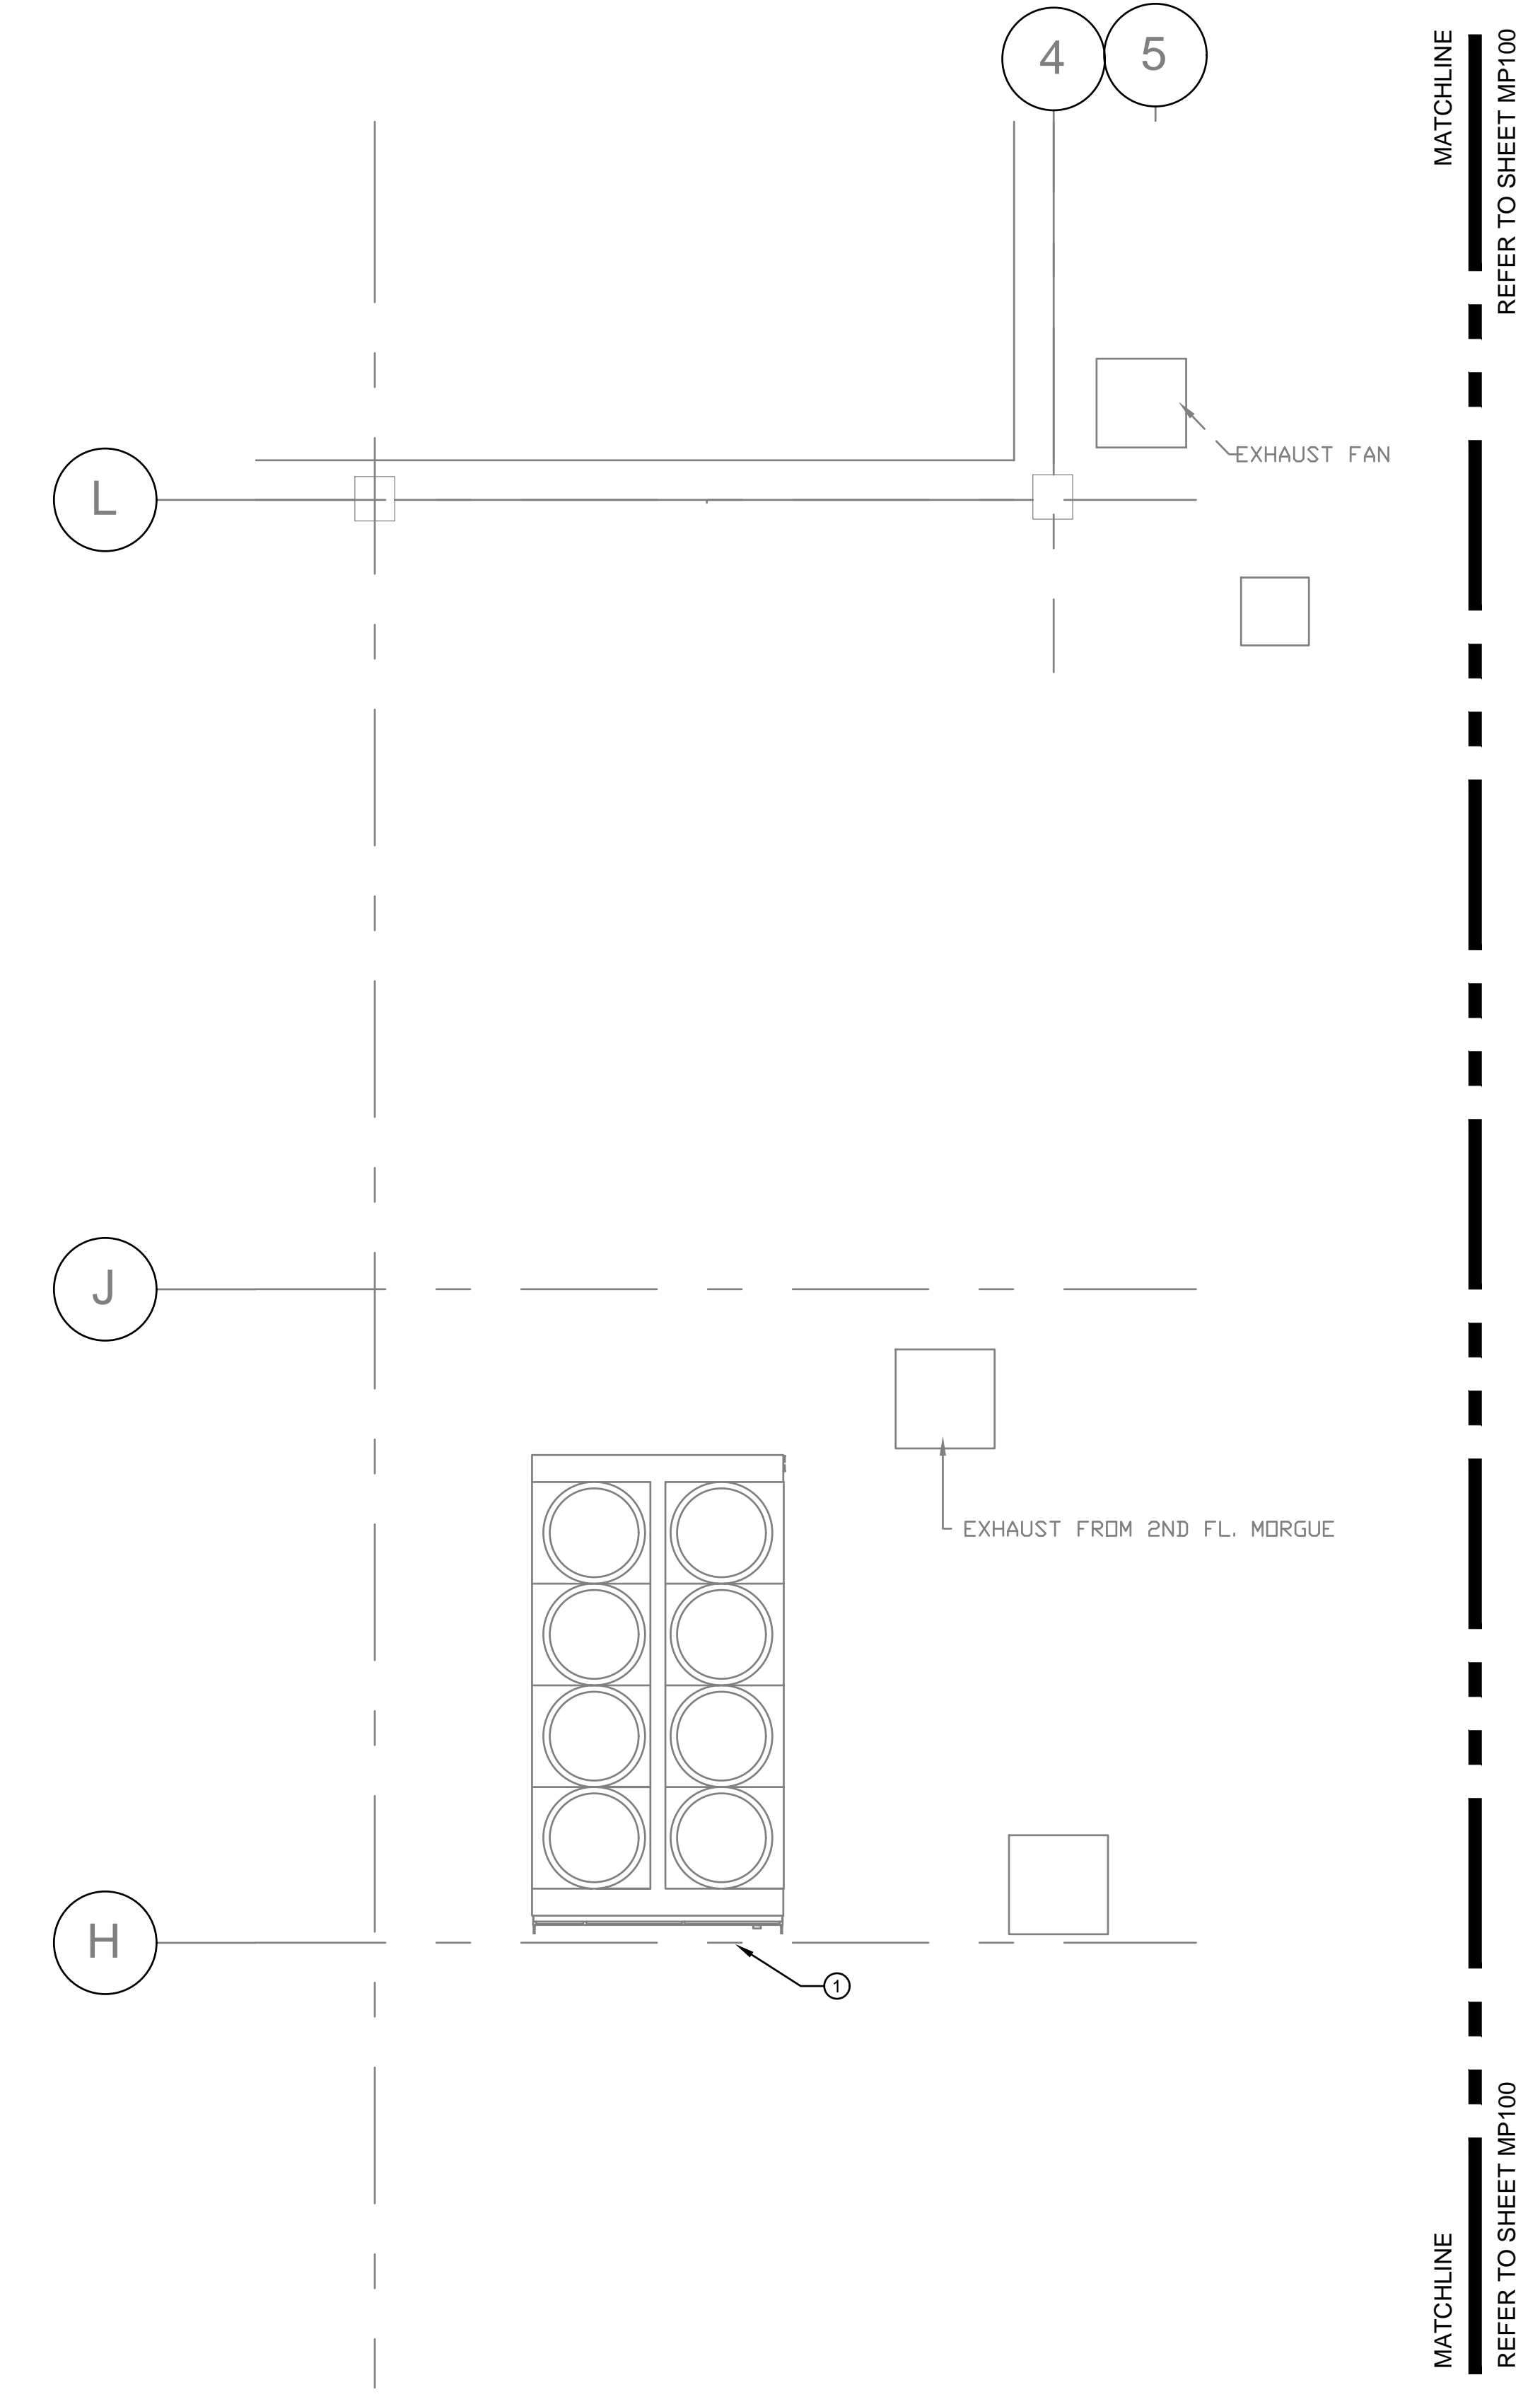 4
5
MATCHLINE
REFER TO SHEET MP100
EXHAUST FAN
L
J
EXHAUST FROM 2ND FL. MORGUE
H
1
MATCHLINE
REFER TO SHEET MP100